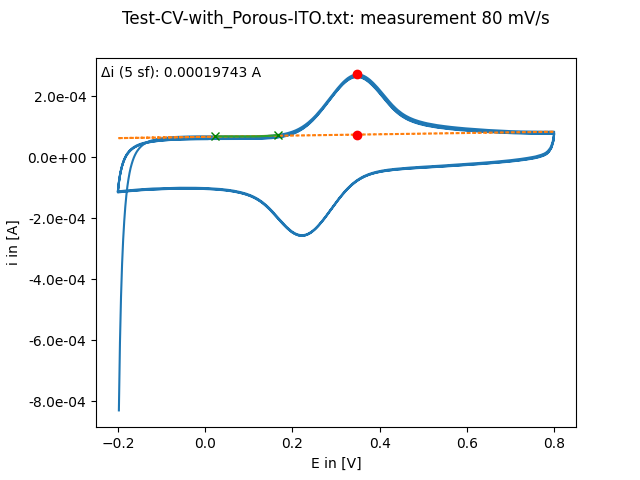 Test-CV-with_Porous-ITO.txt: measurement 80 mV/s
Δi (5 sf): 0.00019743 A
2.0e-04
0.0e+00
-2.0e-04
-4.0e-04
-6.0e-04
-8.0e-04
i in [A]
−0.2 0.0 0.2 0.4 0.6 0.8
E in [V]